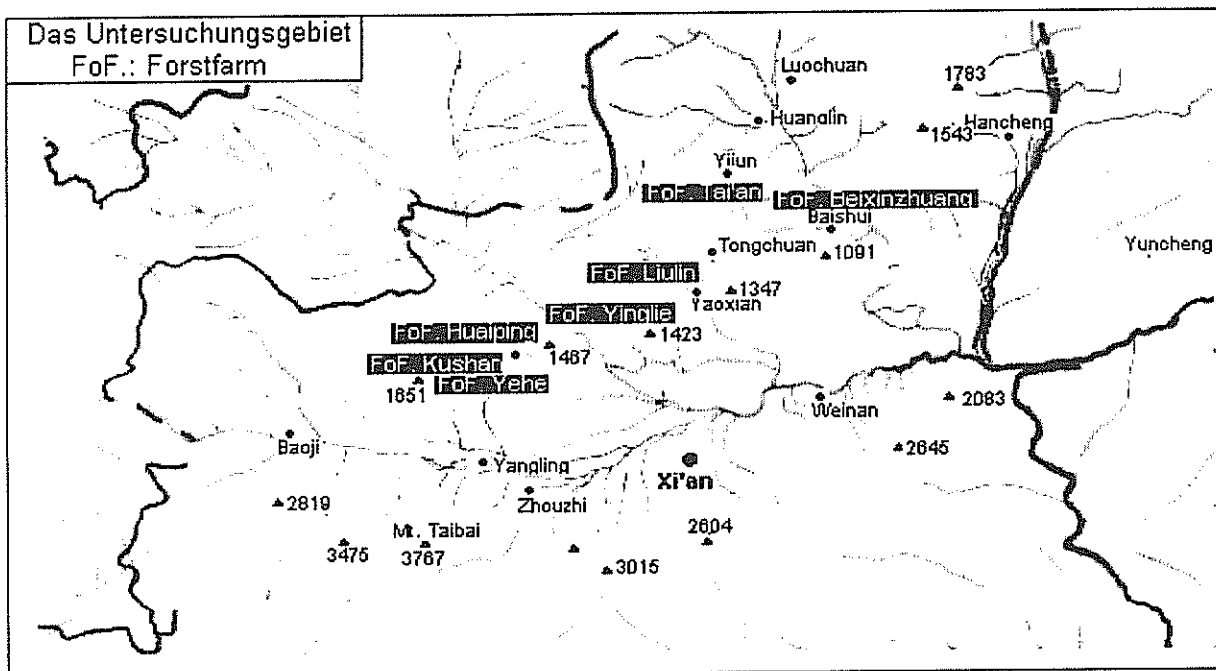 Das Untersuchungsgebiet
FoF.: Forstfarm
Luochuan
1783
Huanglin
1543
Hancheng
Yijun
FoF. Taian
FoF. Beixinzhuang
Baishui
Tongchuan
1091
Yuncheng
FoF. Liulin
1347
Yaoxian
FoF. Yinglie
1423
FoF. Huaiping
1467
FoF. Kushan
FoF. Yehe
1651
Weinan
2083
Baoji
2645
Yangling
Xi'an
Zhouzhi
2819
Mt. Taibai
3475
3767
2604
3015